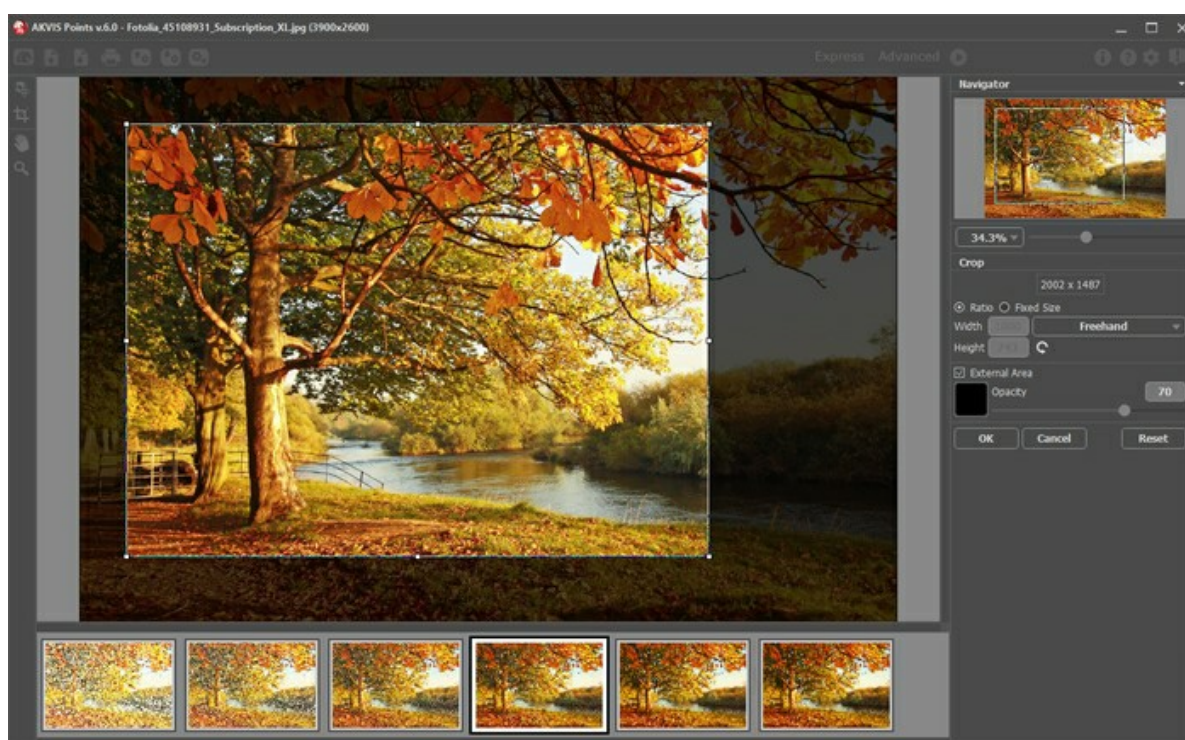 AKVIS Points v.6.0 - Fotolia_45108931_Subscription_XL.jpg (3900x2600)
Express Advanced
Navigator
34.3%
Crop
2002 x 1487
Ratio Fixed Size
Width Freehand
Height
External Area
Opacity 70
OK Cancel Reset